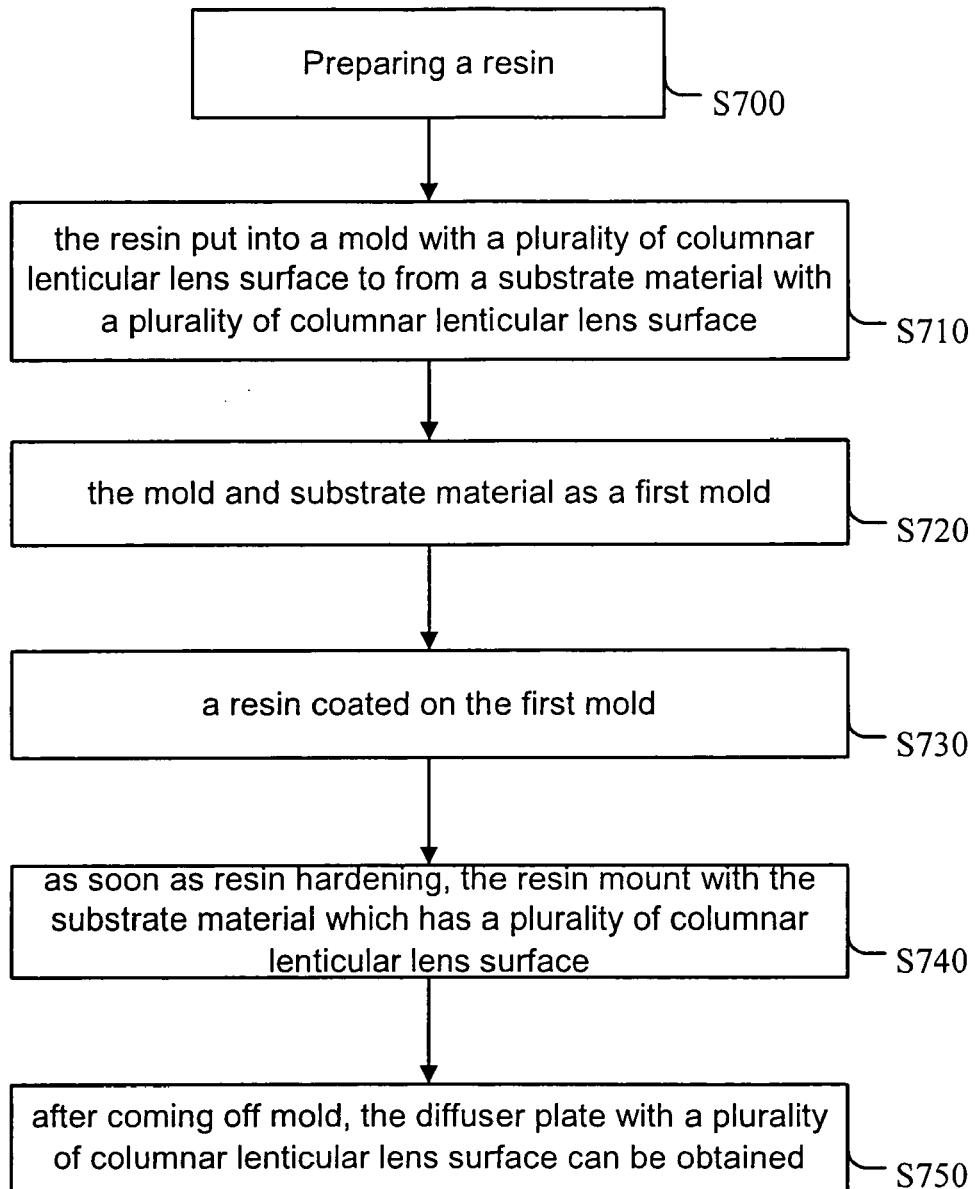 Preparing a resin
S700
the resin put into a mold with a plurality of columnar
lenticular lens surface to from a substrate material with
a plurality of columnar lenticular lens surface
S710
the mold and substrate material as a first mold
S720
a resin coated on the first mold
S730
as soon as resin hardening, the resin mount with the
substrate material which has a plurality of columnar
lenticular lens surface
S740
after coming off mold, the diffuser plate with a plurality
of columnar lenticular lens surface can be obtained
S750